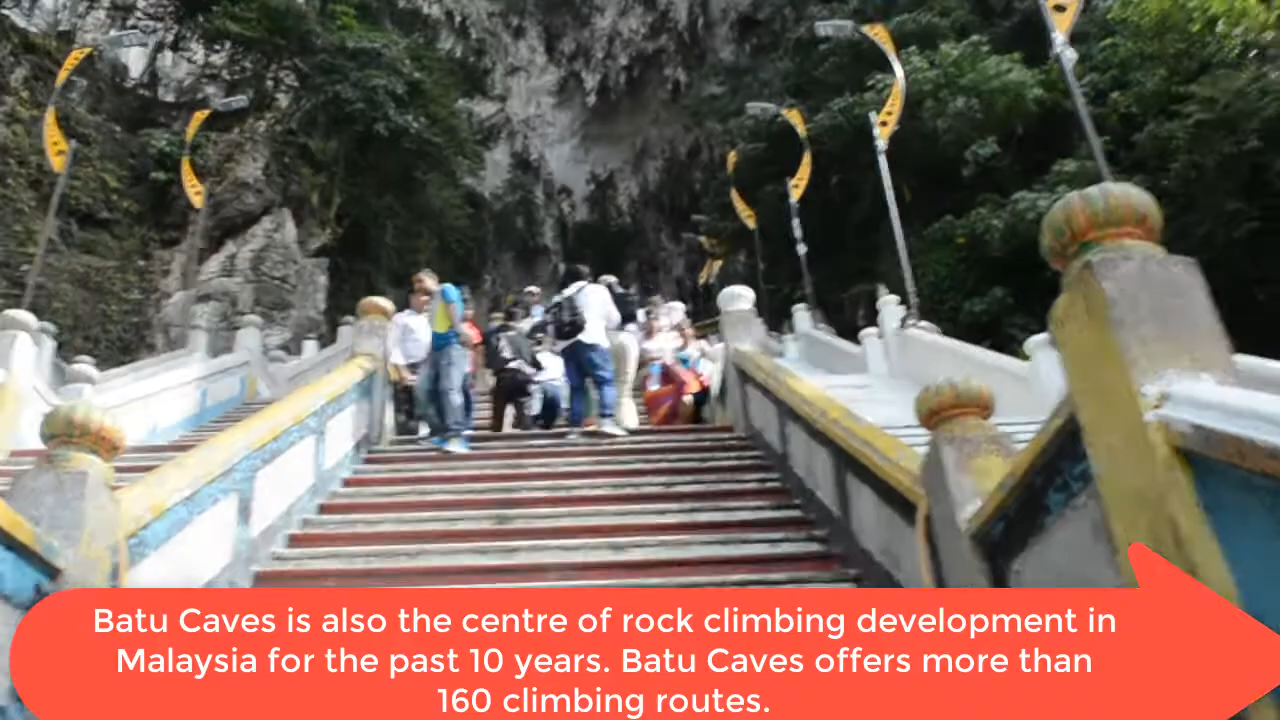 Batu Caves is also the centre of rock climbing development in
Malaysia for the past 10 years. Batu Caves offers more than
160 climbing routes.